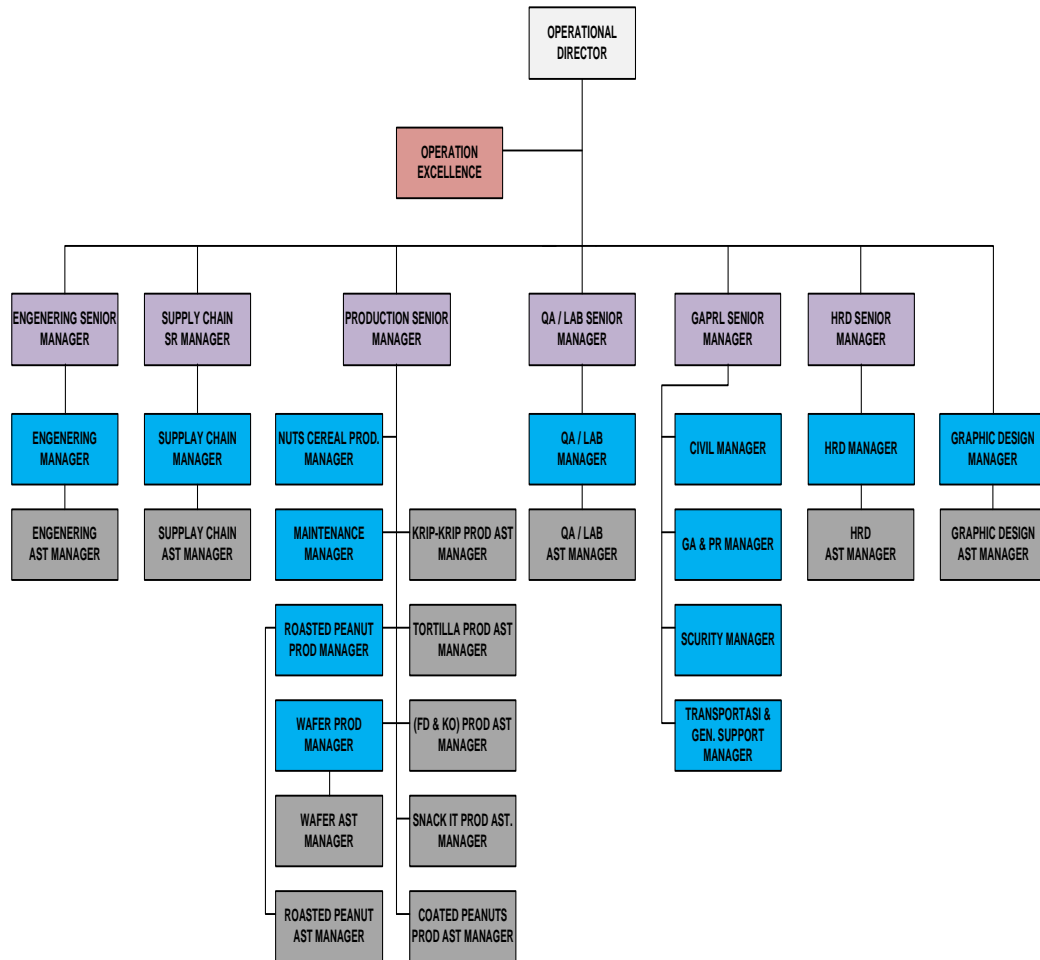 OPERATIONAL
DIRECTOR
OPERATION
EXCELLENCE
ENGENERING SENIOR
MANAGER
SUPPLY CHAIN
SR MANAGER
PRODUCTION SENIOR
MANAGER
QA / LAB SENIOR
MANAGER
GAPRL SENIOR
MANAGER
HRD SENIOR
MANAGER
ENGENERING
MANAGER
SUPPLAY CHAIN
MANAGER
NUTS CEREAL PROD.
MANAGER
QA / LAB
MANAGER
CIVIL MANAGER
HRD MANAGER
GRAPHIC DESIGN
MANAGER
ENGENERING
AST MANAGER
SUPPLAY CHAIN
AST MANAGER
MAINTENANCE
MANAGER
KRIP-KRIP PROD AST
MANAGER
QA / LAB
AST MANAGER
GA & PR MANAGER
HRD
AST MANAGER
GRAPHIC DESIGN
AST MANAGER
ROASTED PEANUT
PROD MANAGER
TORTILLA PROD AST
MANAGER
SCURITY MANAGER
WAFER PROD
MANAGER
(FD & KO) PROD AST
MANAGER
TRANSPORTASI &
GEN. SUPPORT
MANAGER
WAFER AST
MANAGER
SNACK IT PROD AST.
MANAGER
ROASTED PEANUT
AST MANAGER
COATED PEANUTS
PROD AST MANAGER